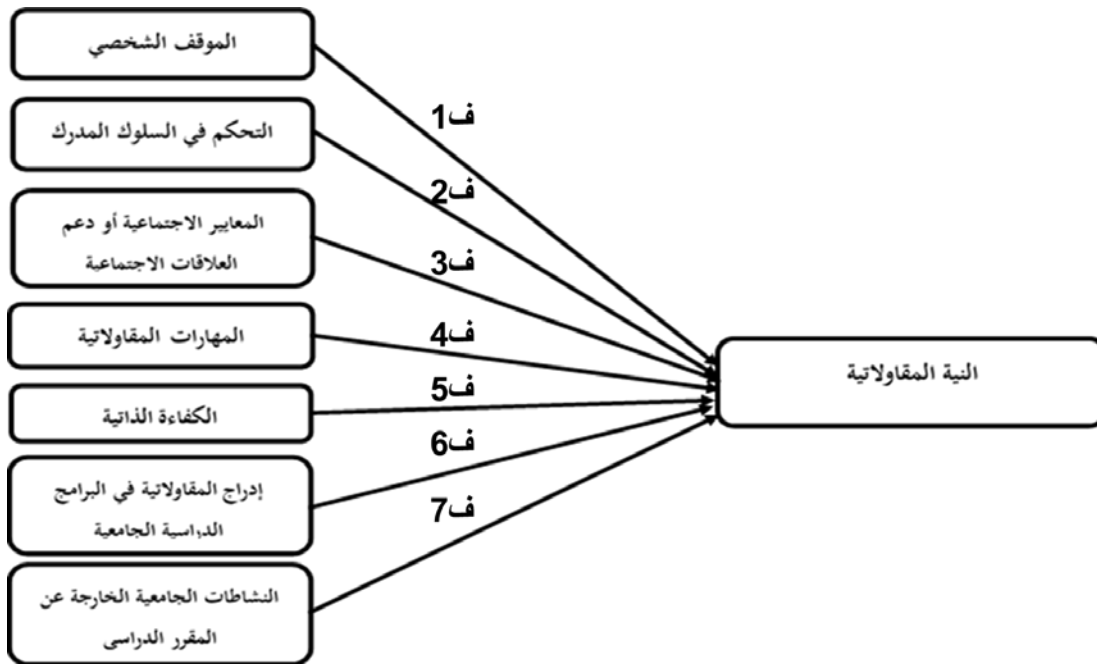 الموقف الشخصي
التحكم في السلوك المدرك
المعايير الاجتماعية أو دعم
العلاقات الاجتماعية
المهارات المقاولاتية
الكفاءة الذاتية
إدراج المقاولاتية في البرامج
الدراسية الجامعية
النشاطات الجامعية الخارجة عن
المقرر الدراسي
ف1
ف2
ف3
ف4
ف5
ف6
ف7
النية المقاولاتية